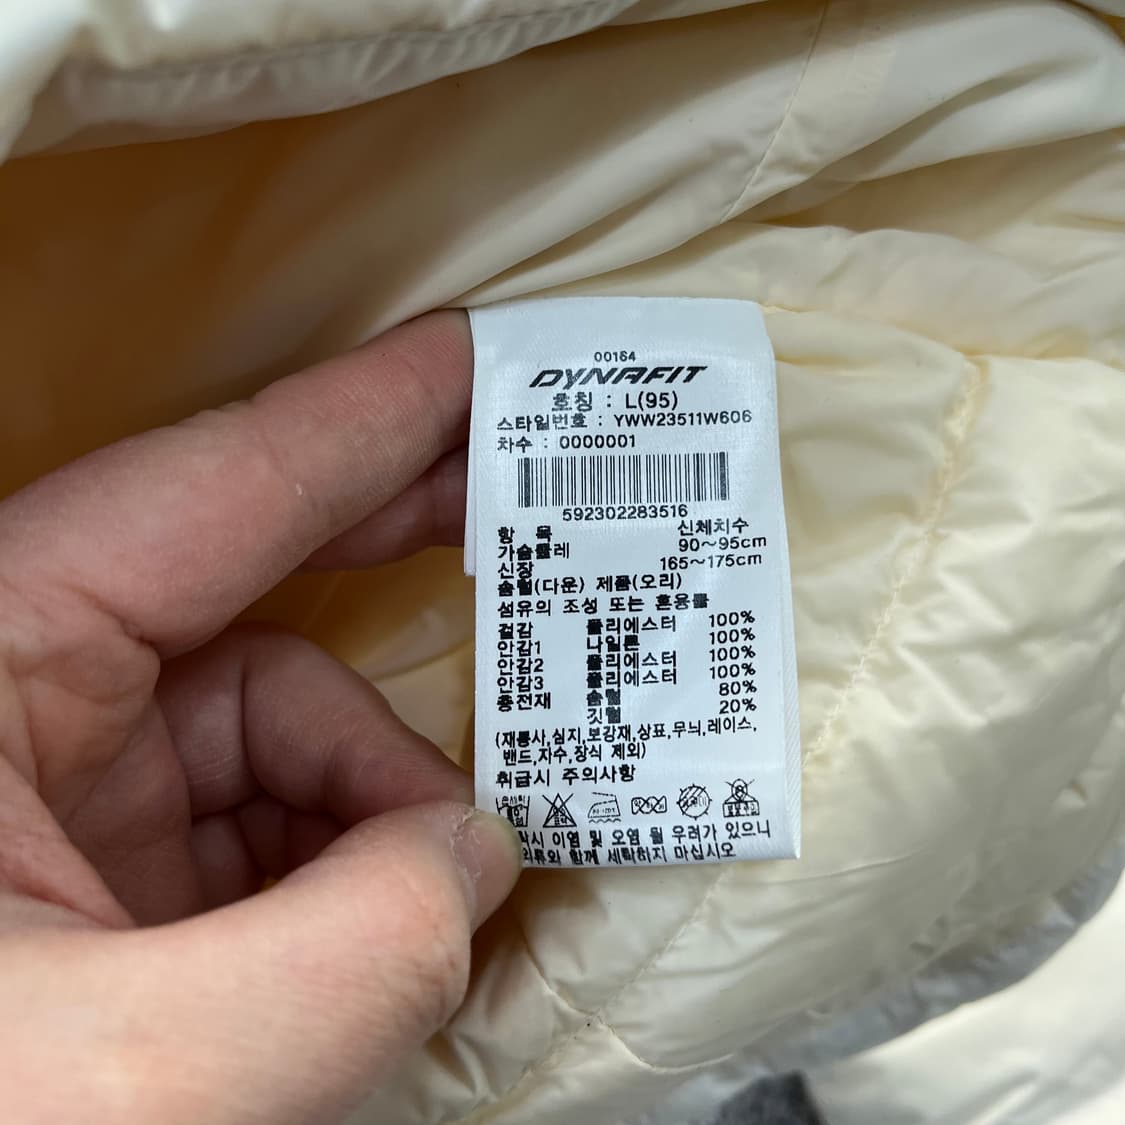 00164
DYNAFIT
호칭 : L(95)
스타일번호 : YWW23511W606
차수 : 0000001
592302283516
항 목 신체치수
가슴둘레 90~95cm
신장 165~175cm
솜털(다운) 제품(오리)
섬유의 조성 또는 혼용률
겉감 폴리에스터 100%
안감1 나일론 100%
안감2 폴리에스터 100%
안감3 폴리에스터 100%
충전재 솜털 80%
깃털 20%
(재봉사,심지,보강재,상표,무늬,레이스,
밴드,자수,장식 제외)
취급시 주의사항
이염 및 오염 될 우려가 있으니
함께 세탁하지 마십시오